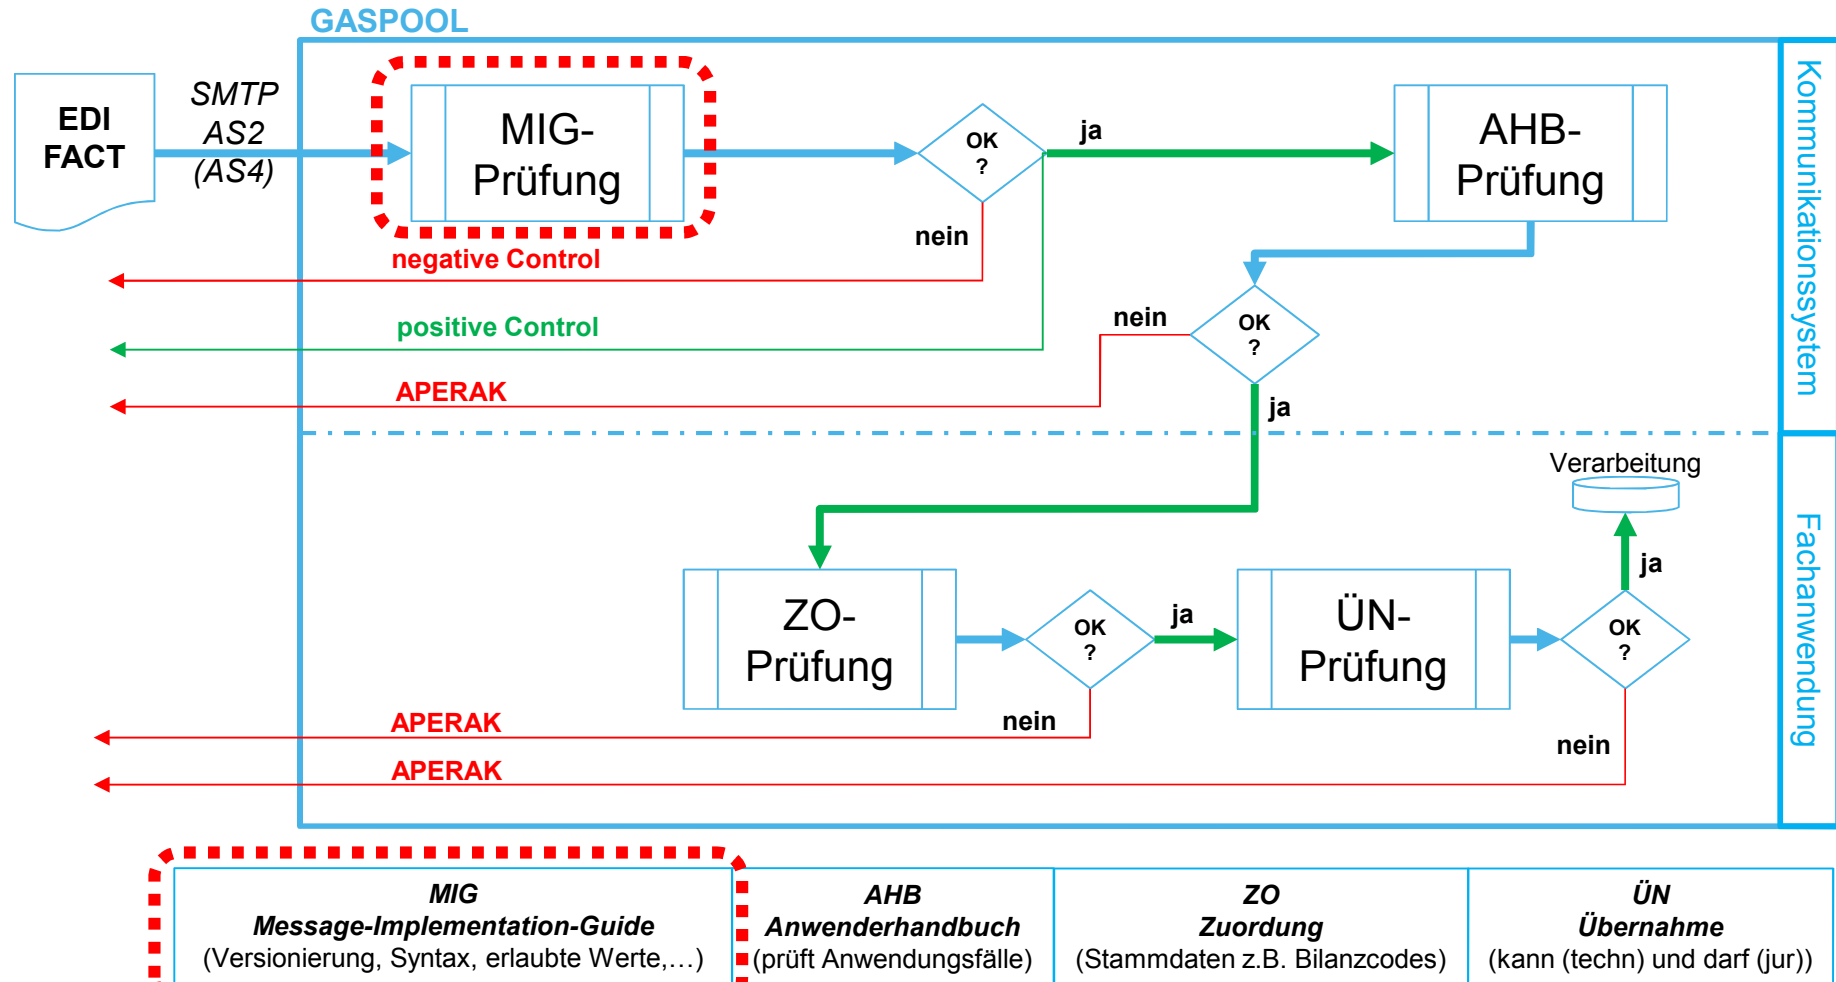 GASPOOL
EDI
FACT
SMTP
AS2
(AS4)
MIG-
Prüfung
OK
?
ja
nein
AHB-
Prüfung
negative Control
positive Control
APERAK
nein
OK
?
ja
Kommunikationssystem
Verarbeitung
ja
ZO-
Prüfung
OK
?
ja
nein
ÜN-
Prüfung
OK
?
nein
Fachanwendung
APERAK
APERAK
MIG
Message-Implementation-Guide
(Versionierung, Syntax, erlaubte Werte,…)
AHB
Anwenderhandbuch
(prüft Anwendungsfälle)
ZO
Zuordung
(Stammdaten z.B. Bilanzcodes)
ÜN
Übernahme
(kann (techn) und darf (jur))